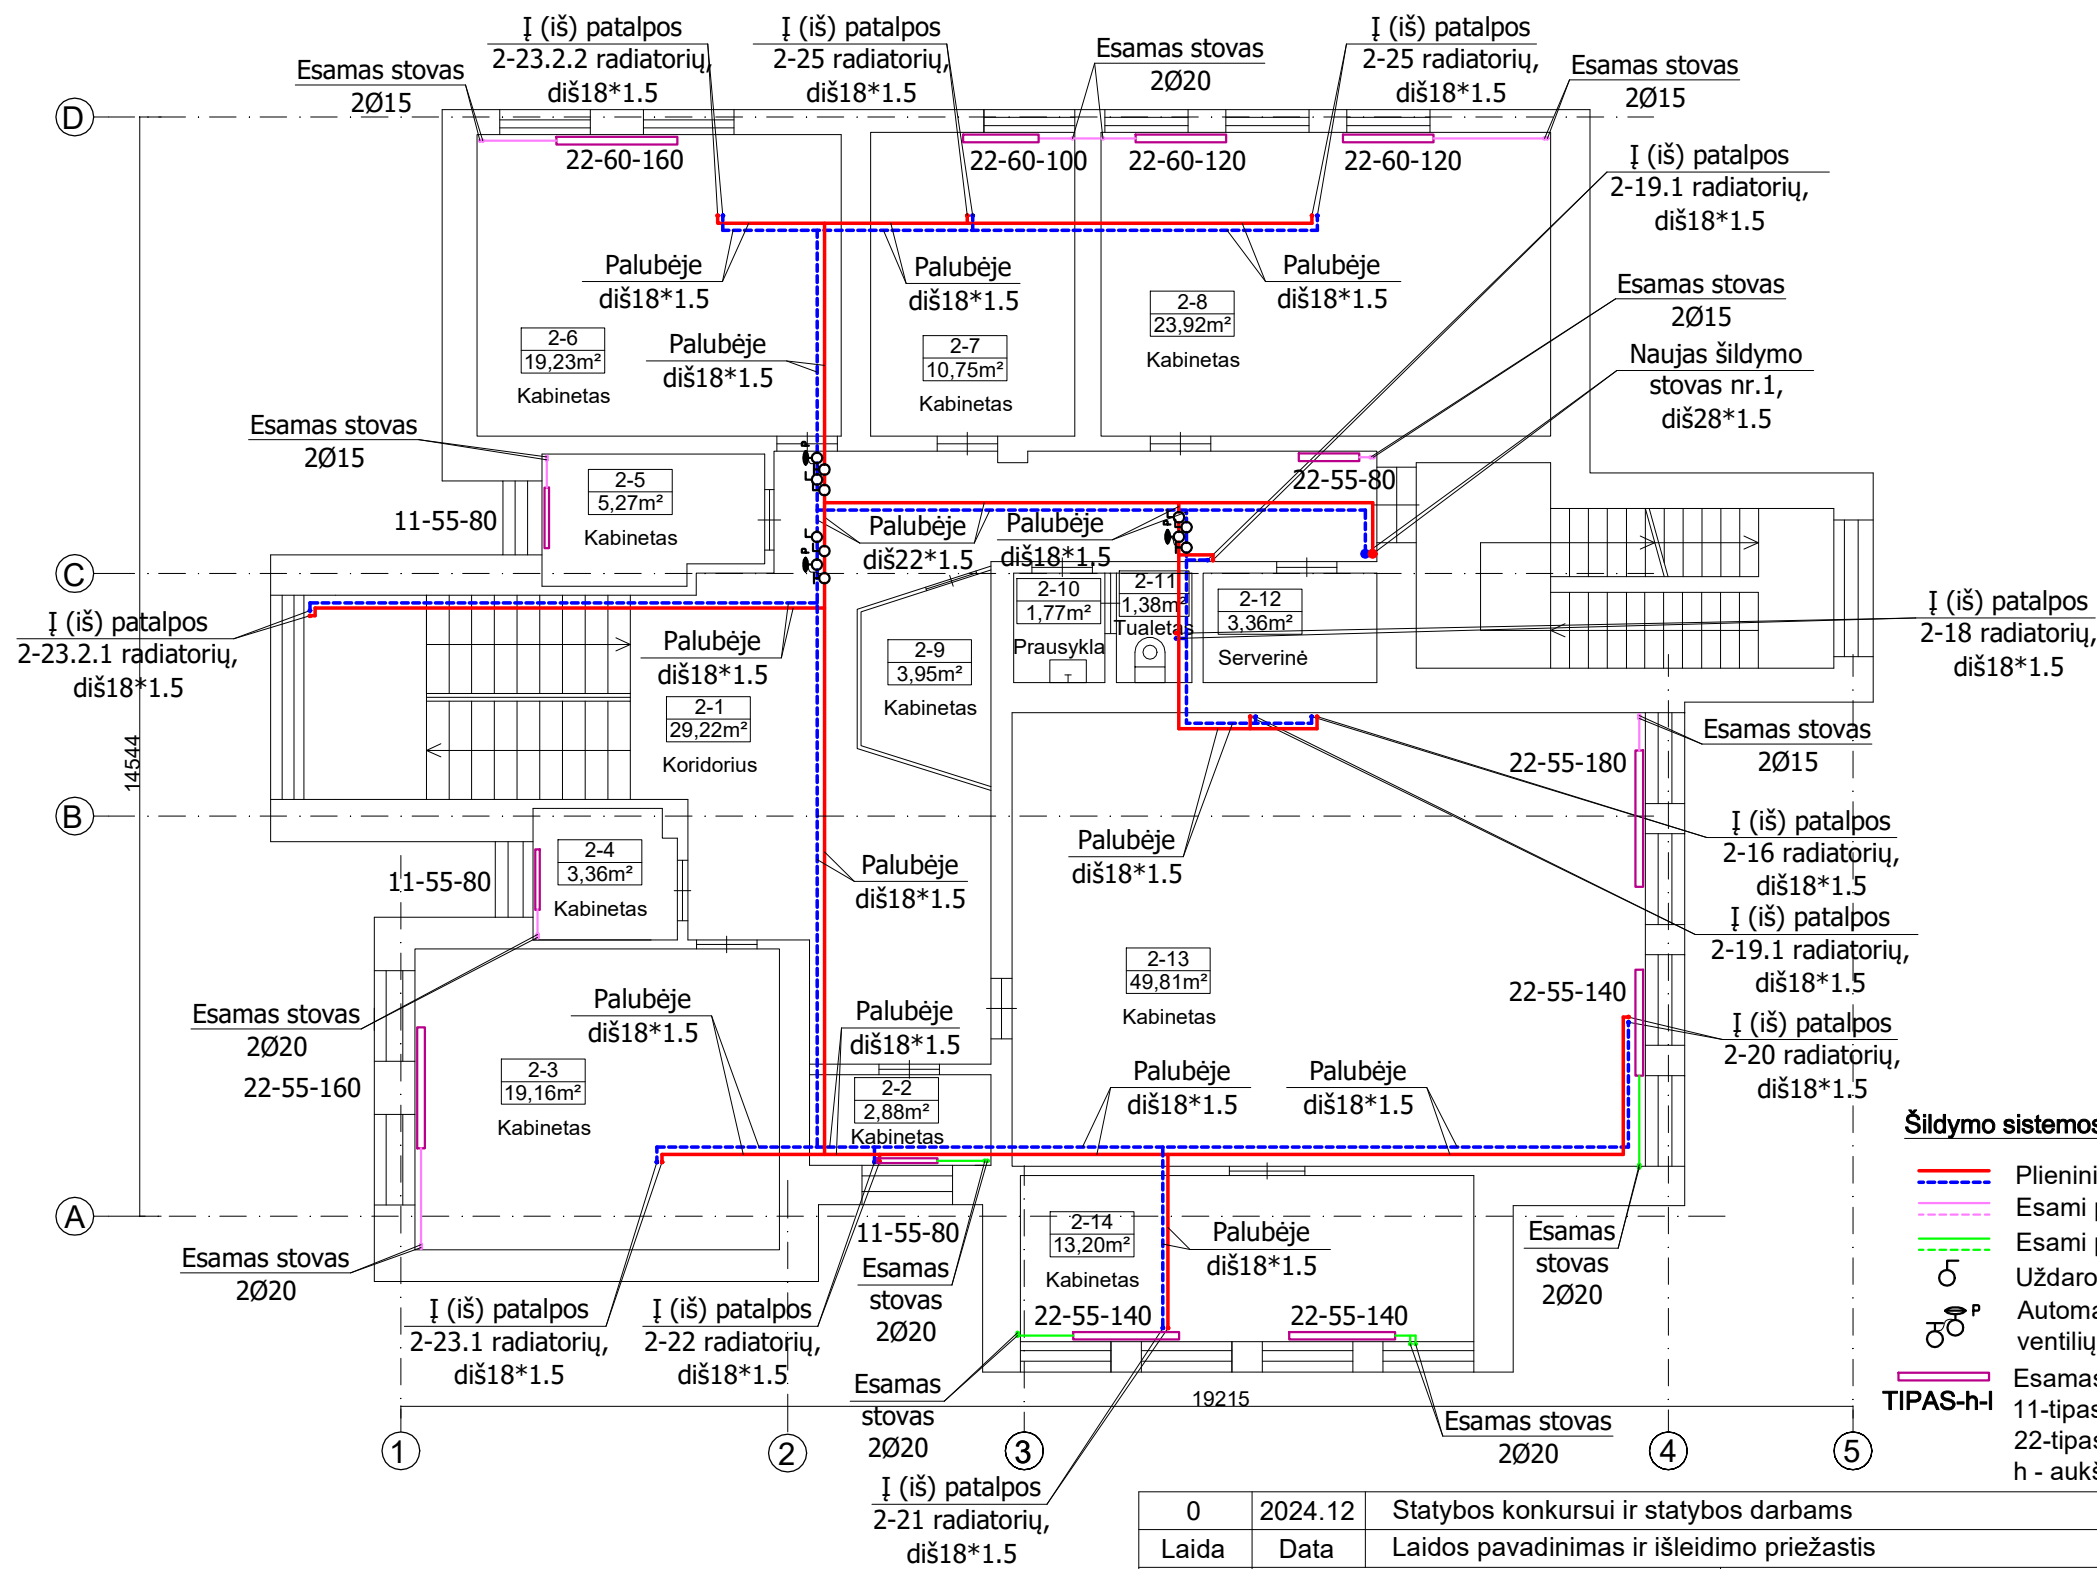 Į (iš) patalpos
2-23.2.2 radiatorių,
diš18*1.5
Į (iš) patalpos
2-25 radiatorių,
diš18*1.5
Esamas stovas
2Ø20
Į (iš) patalpos
2-25 radiatorių,
diš18*1.5
Esamas stovas
2Ø15
Esamas stovas
2Ø15
D
22-60-160
22-60-100
22-60-120
22-60-120
Į (iš) patalpos
2-19.1 radiatorių,
diš18*1.5
Palubėje
diš18*1.5
Palubėje
diš18*1.5
Palubėje
diš18*1.5
Esamas stovas
2Ø15
2-6
19,23m²
Kabinetas
Palubėje
diš18*1.5
2-7
10,75m²
Kabinetas
2-8
23,92m²
Kabinetas
Naujas šildymo
stovas nr.1,
diš28*1.5
Esamas stovas
2Ø15
P
22-55-80
2-5
5,27m²
Kabinetas
11-55-80
Palubėje
diš22*1.5
Palubėje
diš18*1.5
P
P
C
Į (iš) patalpos
2-23.2.1 radiatorių,
diš18*1.5
Palubėje
diš18*1.5
2-10
1,77m²
Prausykla
2-11
1,38m²
Tualetas
2-12
3,36m²
Serverinė
Į (iš) patalpos
2-18 radiatorių,
diš18*1.5
2-9
3,95m²
Kabinetas
2-1
29,22m²
Koridorius
14544
Esamas stovas
2Ø15
22-55-180
B
2-4
3,36m²
Kabinetas
11-55-80
Palubėje
diš18*1.5
Palubėje
diš18*1.5
Į (iš) patalpos
2-16 radiatorių,
diš18*1.5
Į (iš) patalpos
2-19.1 radiatorių,
diš18*1.5
2-13
49,81m²
Kabinetas
22-55-140
Esamas stovas
2Ø20
Palubėje
diš18*1.5
Palubėje
diš18*1.5
Į (iš) patalpos
2-20 radiatorių,
diš18*1.5
22-55-160
2-3
19,16m²
Kabinetas
2-2
2,88m²
Kabinetas
Palubėje
diš18*1.5
Palubėje
diš18*1.5
Šildymo sistemos
Plienini
Esami p
Esami p
Uždaro
P
Automa
ventilių
Esamas
TIPAS-h-l
11-tipas
22-tipas
h - aukš
A
Esamas stovas
2Ø20
11-55-80
Esamas
stovas
2Ø20
2-14
13,20m²
Kabinetas
Palubėje
diš18*1.5
Esamas
stovas
2Ø20
Į (iš) patalpos
2-23.1 radiatorių,
diš18*1.5
Į (iš) patalpos
2-22 radiatorių,
diš18*1.5
22-55-140
22-55-140
Esamas
stovas
2Ø20
19215
Esamas stovas
2Ø20
1
2
3
4
5
Į (iš) patalpos
2-21 radiatorių,
diš18*1.5
0 2024.12 Statybos konkursui ir statybos darbams
Laida Data Laidos pavadinimas ir išleidimo priežastis